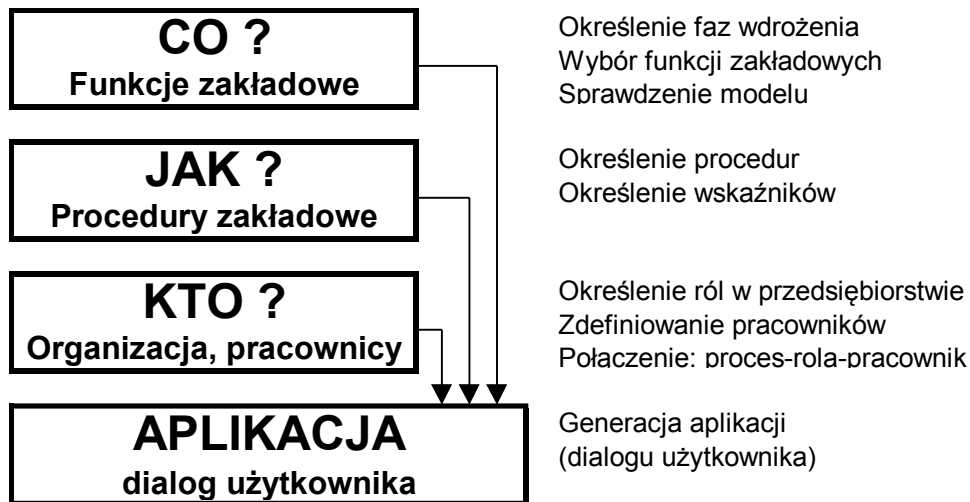 CO ?
Funkcje zakładowe
Określenie faz wdrożenia
Wybór funkcji zakładowych
Sprawdzenie modelu
JAK ?
Procedury zakładowe
Określenie procedur
Określenie wskaźników
KTO ?
Organizacja, pracownicy
Określenie ról w przedsiębiorstwie
Zdefiniowanie pracowników
Połączenie: proces-rola-pracownik
APLIKACJA
dialog użytkownika
Generacja aplikacji
(dialogu użytkownika)